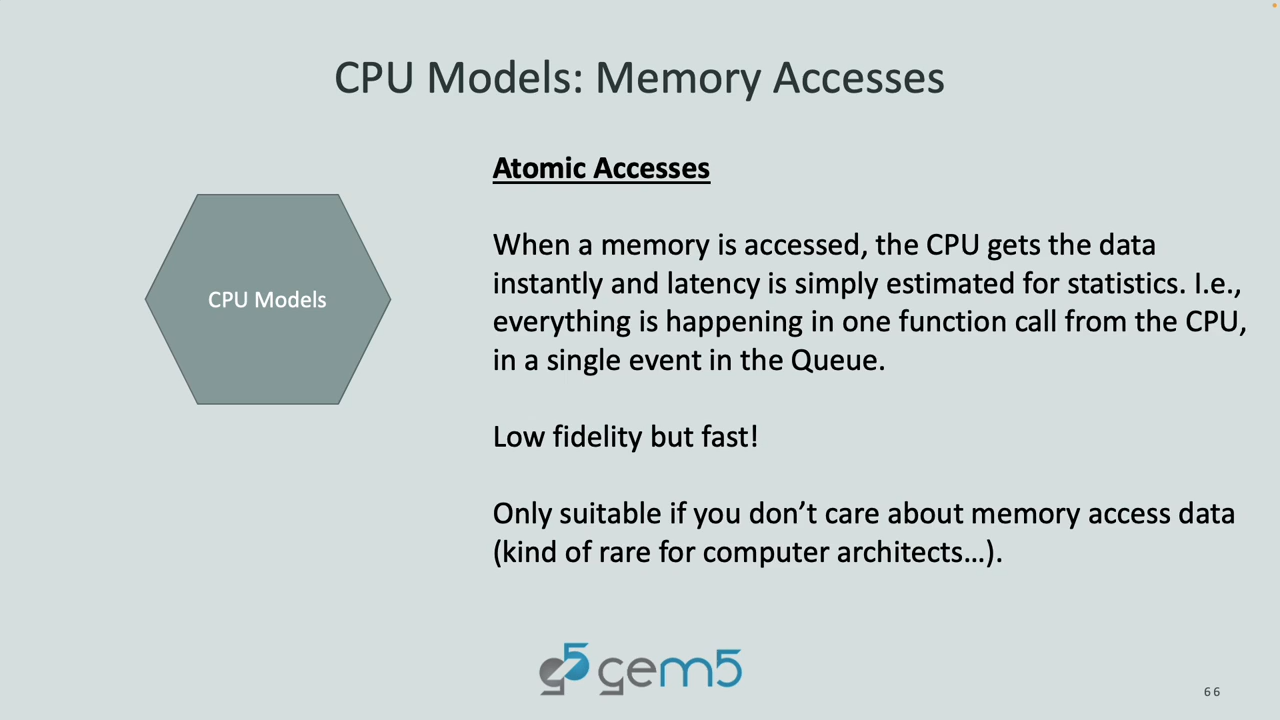 CPU Models: Memory Accesses
Atomic Accesses
When a memory is accessed, the CPU gets the data
instantly and latency is simply estimated for statistics. I.e.,
everything is happening in one function call from the CPU,
in a single event in the Queue.
CPU Models
Low fidelity but fast!
Only suitable if you don’t care about memory access data
(kind of rare for computer architects…).
g5 gem5
66